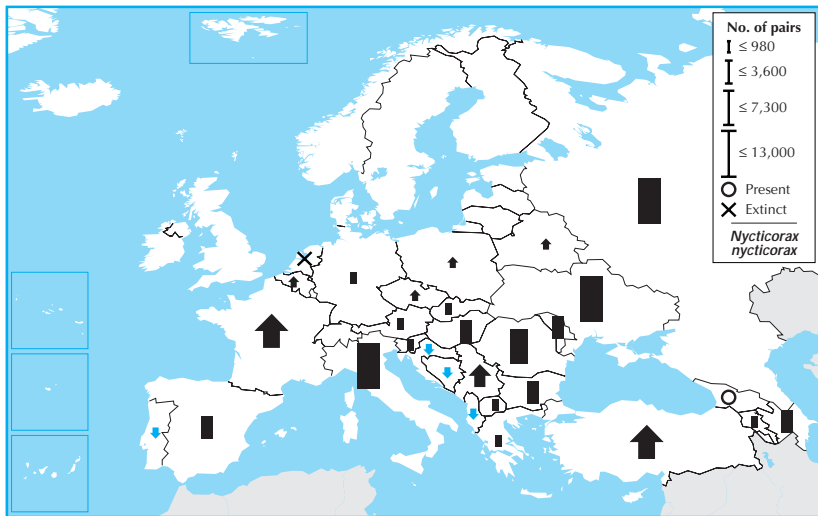 No. of pairs
≤ 980
≤ 3,600
≤ 7,300
≤ 13,000
Present
Extinct
Nycticorax
nycticorax